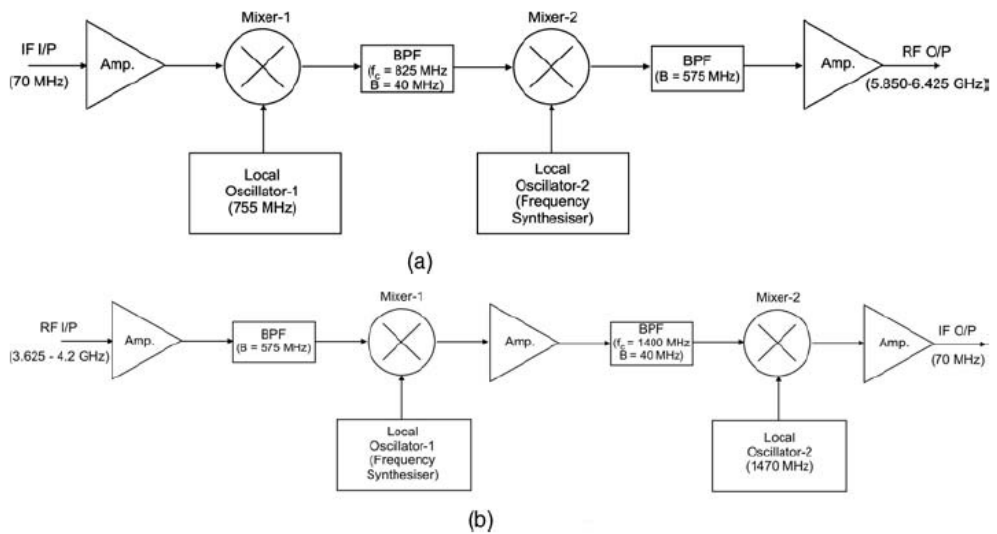 Mixer-1
Mixer-2
IF I/P
(70 MHz)
Amp.
BPF
(fc = 825 MHz
B = 40 MHz)
BPF
(B = 575 MHz)
Amp.
RF O/P
(5.850-6.425 GHz)
Local
Oscillator-1
(755 MHz)
Local
Oscillator-2
(Frequency
Synthesiser)
(a)
Mixer-1
Mixer-2
RF I/P
(3.625 - 4.2 GHz)
Amp.
BPF
(B = 575 MHz)
Amp.
BPF
(fc = 1400 MHz
B = 40 MHz)
Amp.
IF O/P
(70 MHz)
Local
Oscillator-1
(Frequency
Synthesiser)
Local
Oscillator-2
(1470 MHz)
(b)